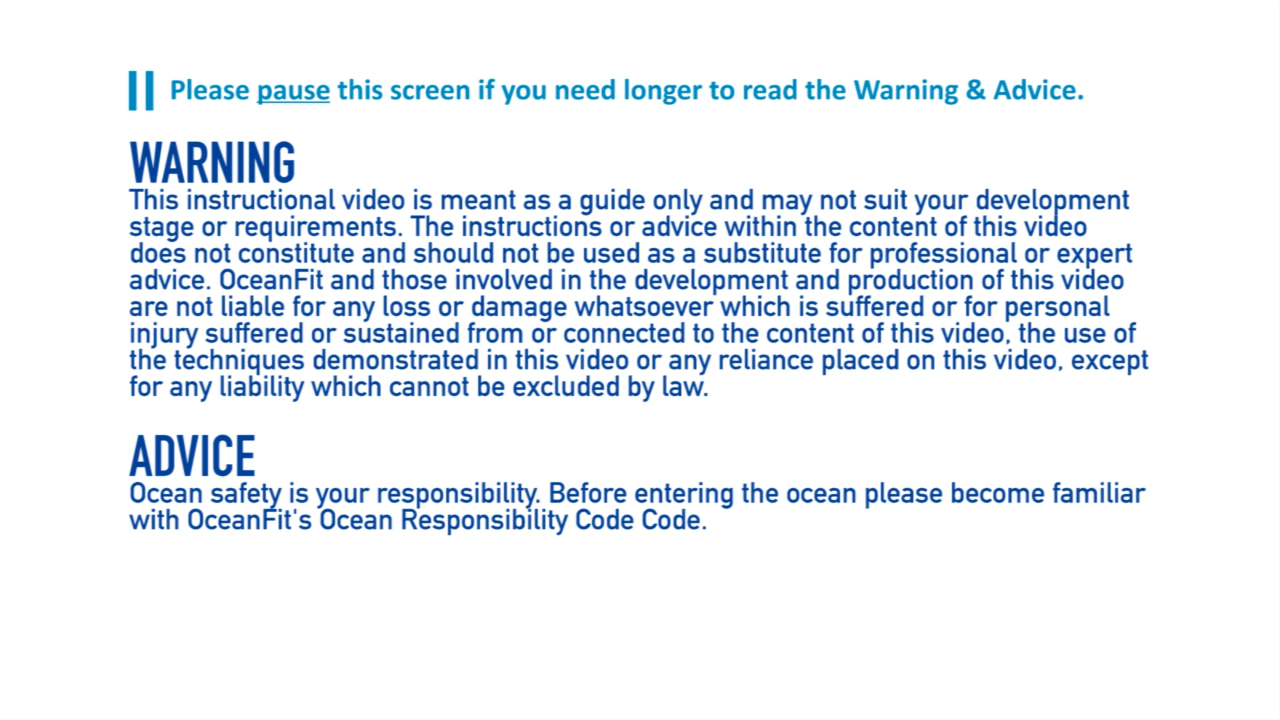 Please pause this screen if you need longer to read the Warning & Advice.
WARNING
This instructional video is meant as a guide only and may not suit your development
stage or requirements. The instructions or advice within the content of this video
does not constitute and should not be used as a substitute for professional or expert
advice. OceanFit and those involved in the development and production of this video
are not liable for any loss or damage whatsoever which is suffered or for personal
injury suffered or sustained from or connected to the content of this video, the use of
the techniques demonstrated in this video or any reliance placed on this video, except
for any liability which cannot be excluded by law.
ADVICE
Ocean safety is your responsibility. Before entering the ocean please become familiar
with OceanFit's Ocean Responsibility Code Code.